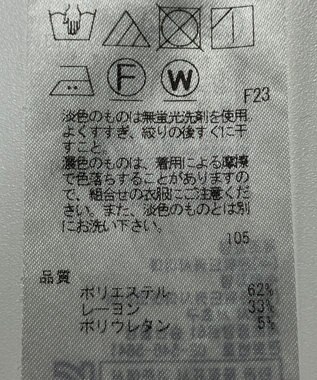 F
W
F23
淡色のものは無蛍光洗剤を使用、
よくすすぎ、絞りの後すぐに干
すこと。
濃色のものは、着用による摩擦
で色落ちすることがありますの
で、組合せの衣服にご注意くださ
い。また、淡色のものとは別
にお洗い下さい。
105
品質
ポリエステル 62%
レーヨン 33%
ポリウレタン 5%